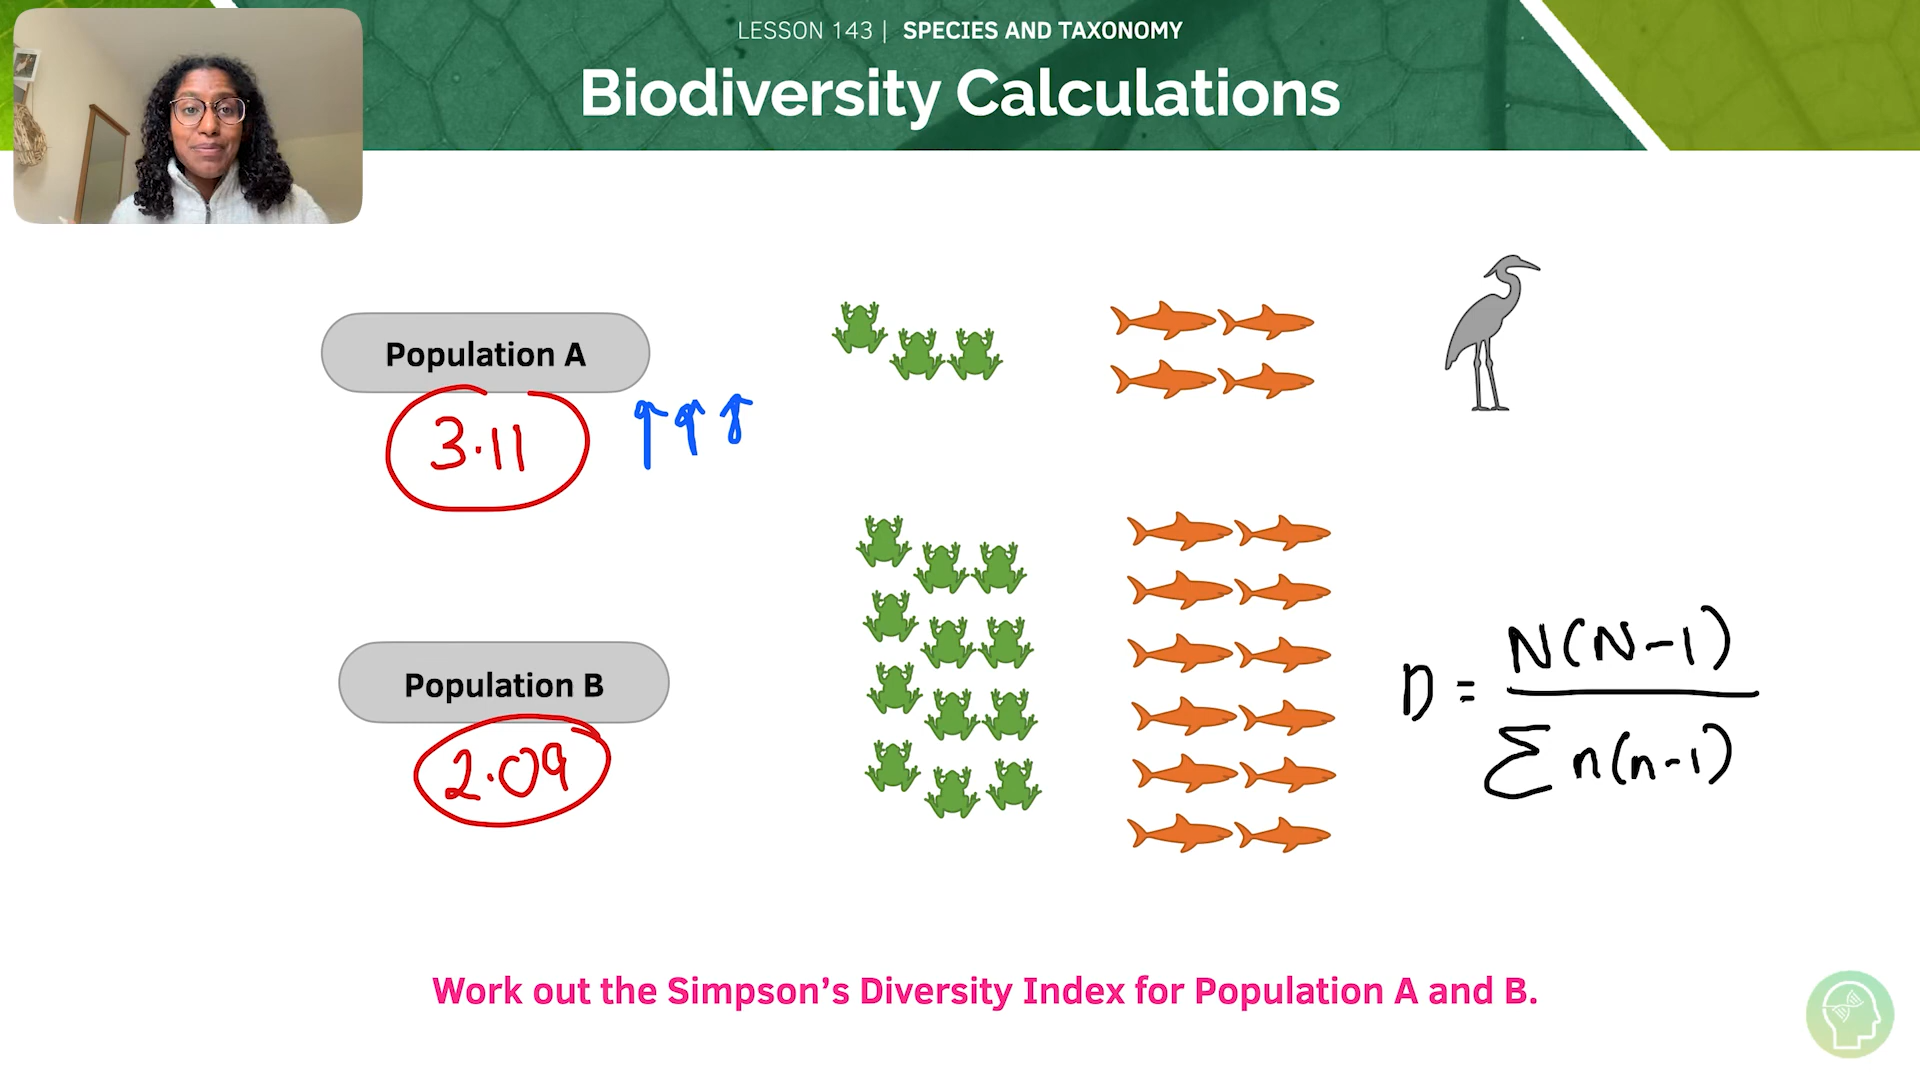 LESSON 143 | SPECIES AND TAXONOMY
Biodiversity Calculations
Population A
3.11
Population B
2.09
D = N(N-1)
Σ n(n-1)
Work out the Simpson's Diversity Index for Population A and B.